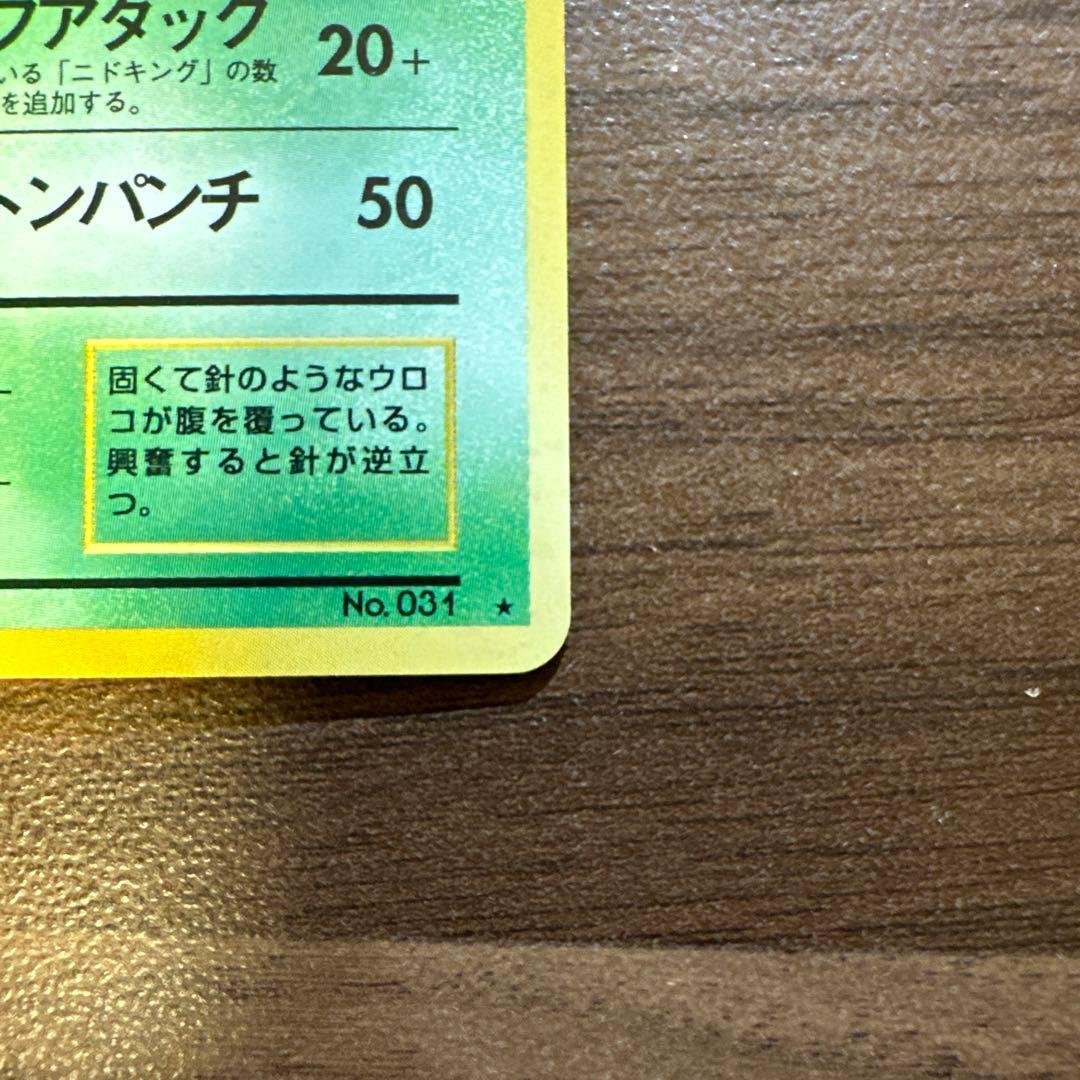 フアタック 20+
いる「ニドキング」の数
を追加する。
トンパンチ 50
固くて針のようなウロ
コが腹を覆っている。
興奮すると針が逆立
つ。
No. 031 ★